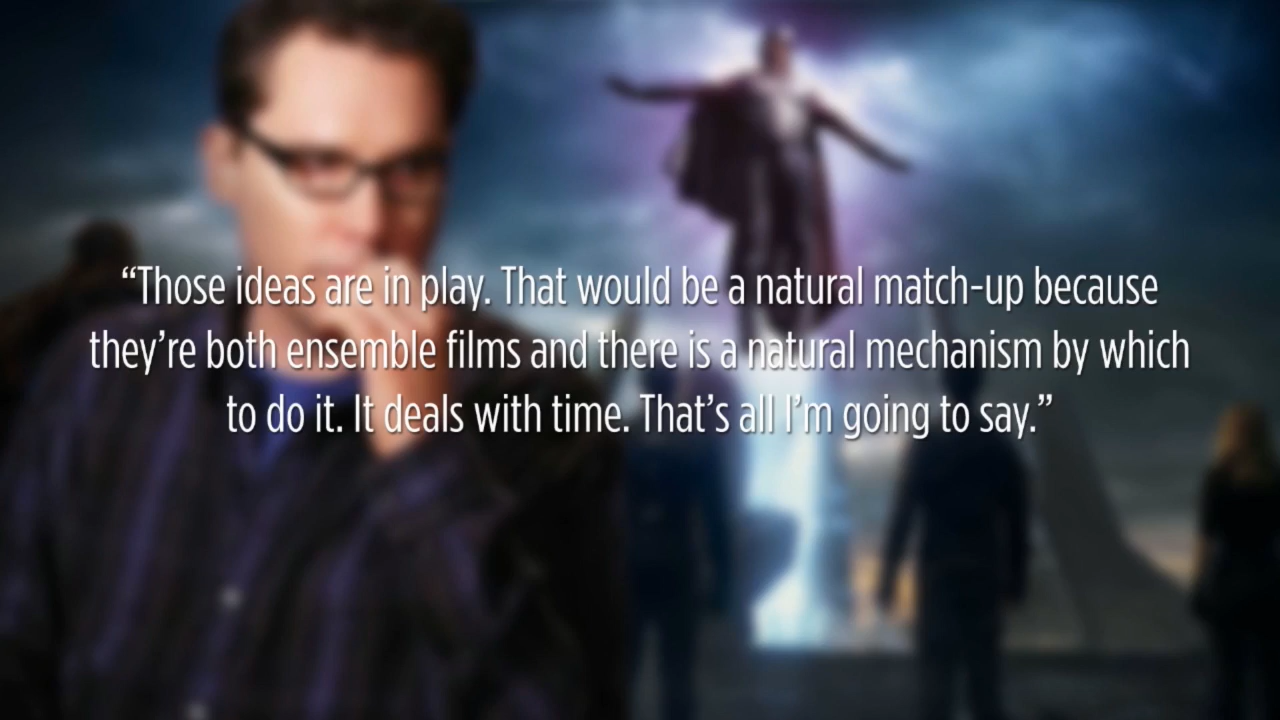 “Those ideas are in play. That would be a natural match-up because
they’re both ensemble films and there is a natural mechanism by which
to do it. It deals with time. That’s all I’m going to say.”